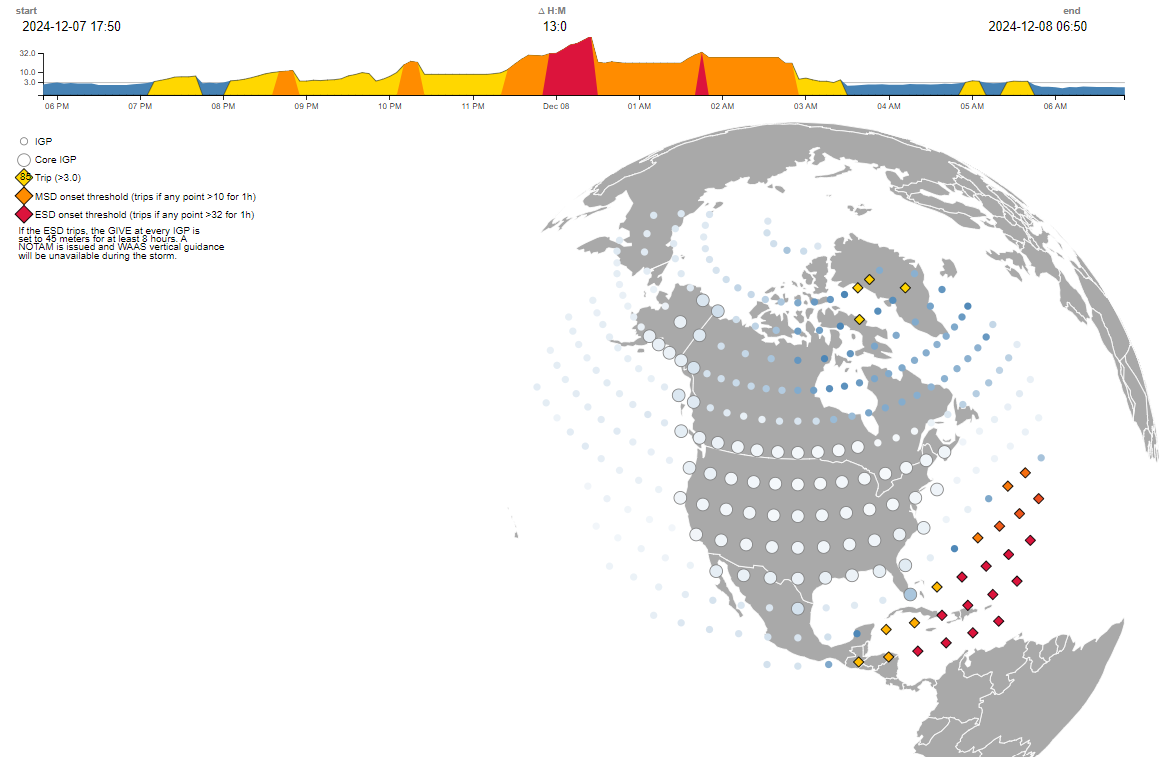 start
Δ H:M
end
2024-12-07 17:50
13:0
2024-12-08 06:50
32.0
10.0
3.0
06 PM 07 PM 08 PM 09 PM 10 PM 11 PM Dec 08 01 AM 02 AM 03 AM 04 AM 05 AM 06 AM
IGP
Core IGP
85 Trip (>3.0)
MSD onset threshold (trips if any point >10 for 1h)
ESD onset threshold (trips if any point >32 for 1h)
If the ESD trips, the GIVE at every IGP is
set to 45 meters for at least 8 hours. A
NOTAM is issued and WAAS vertical guidance
will be unavailable during the storm.